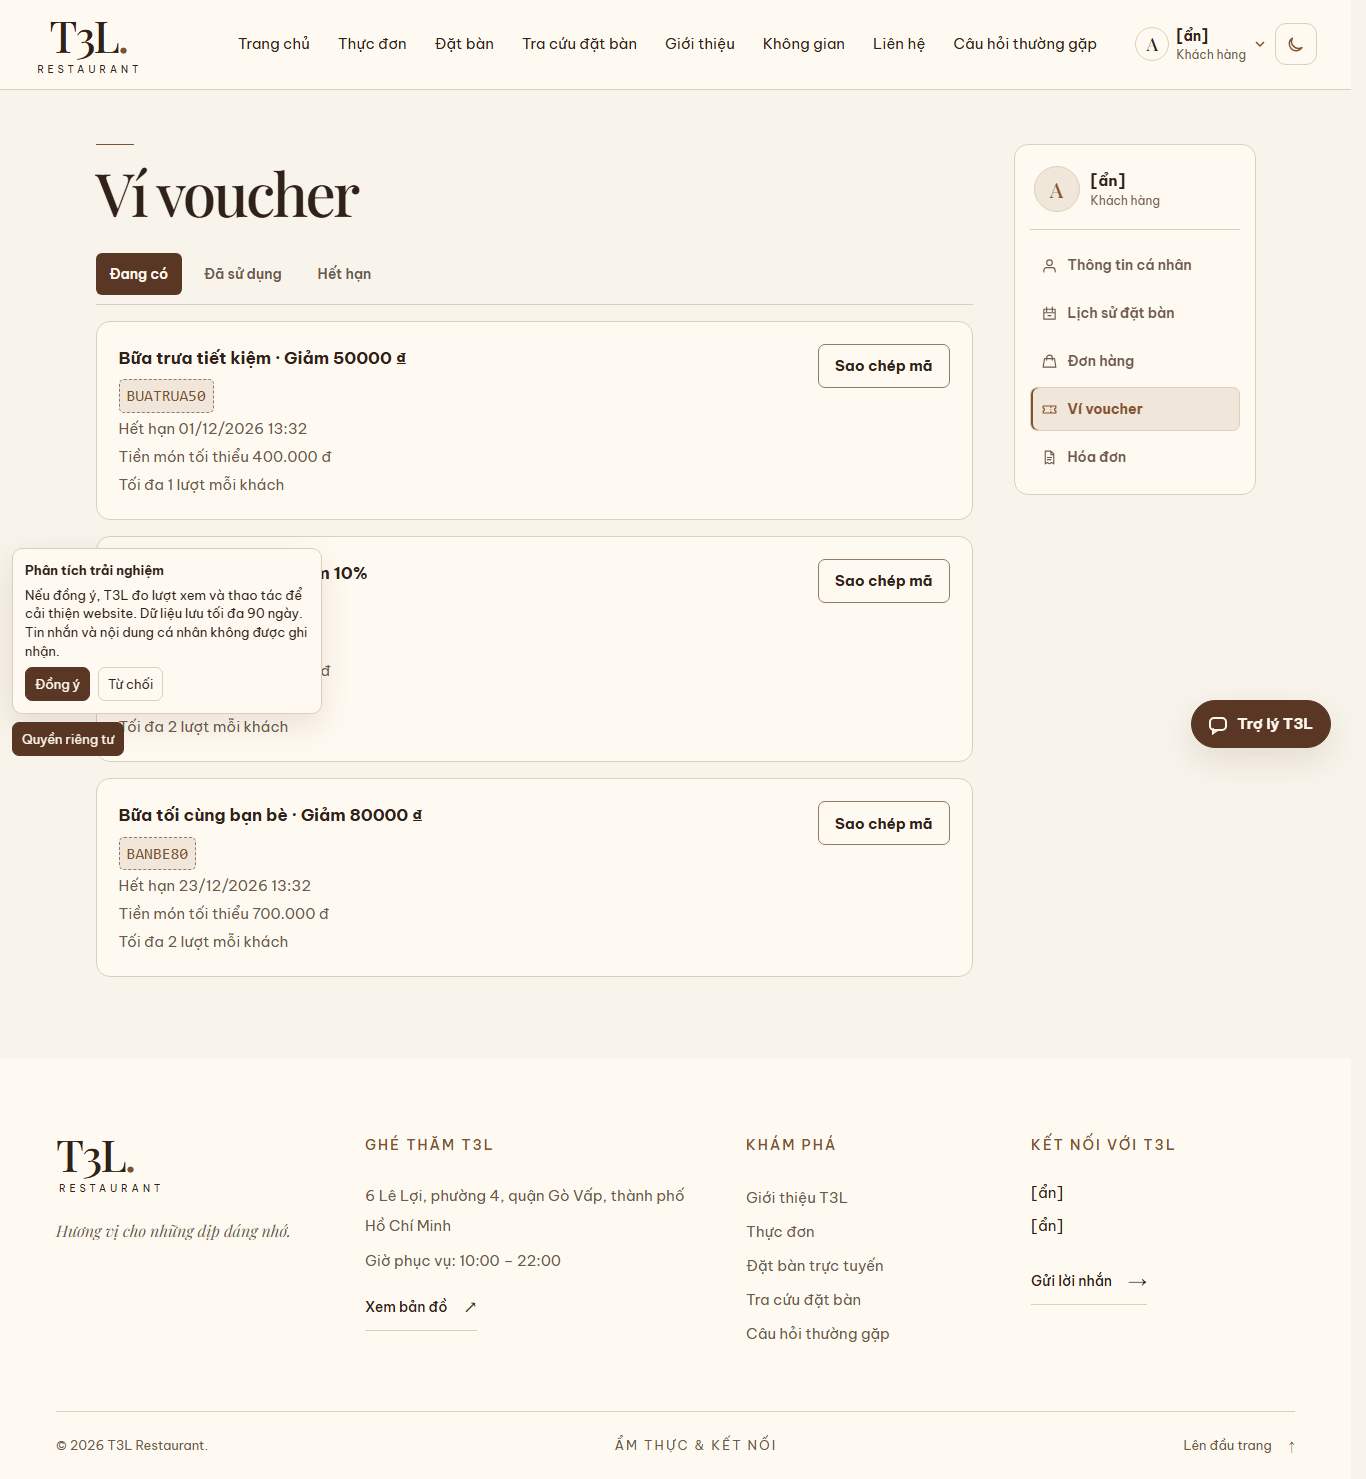 T3L.
RESTAURANT
Trang chủ
Thực đơn
Đặt bàn
Tra cứu đặt bàn
Giới thiệu
Không gian
Liên hệ
Câu hỏi thường gặp
A
[ẩn]
Khách hàng
Ví voucher
Đang có
Đã sử dụng
Hết hạn
Bữa trưa tiết kiệm · Giảm 50000 ₫
BUATRUA50
Hết hạn 01/12/2026 13:32
Tiền món tối thiểu 400.000 đ
Tối đa 1 lượt mỗi khách
Sao chép mã
10%
đ
Tối đa 2 lượt mỗi khách
Sao chép mã
Bữa tối cùng bạn bè · Giảm 80000 ₫
BANBE80
Hết hạn 23/12/2026 13:32
Tiền món tối thiểu 700.000 đ
Tối đa 2 lượt mỗi khách
Sao chép mã
A
[ẩn]
Khách hàng
Thông tin cá nhân
Lịch sử đặt bàn
Đơn hàng
Ví voucher
Hóa đơn
Phân tích trải nghiệm
Nếu đồng ý, T3L đo lượt xem và thao tác để
cải thiện website. Dữ liệu lưu tối đa 90 ngày.
Tin nhắn và nội dung cá nhân không được ghi
nhận.
Đồng ý
Từ chối
Quyền riêng tư
Trợ lý T3L
T3L.
RESTAURANT
Hương vị cho những dịp đáng nhớ.
GHÉ THĂM T3L
6 Lê Lợi, phường 4, quận Gò Vấp, thành phố
Hồ Chí Minh
Giờ phục vụ: 10:00 – 22:00
Xem bản đồ ↗
KHÁM PHÁ
Giới thiệu T3L
Thực đơn
Đặt bàn trực tuyến
Tra cứu đặt bàn
Câu hỏi thường gặp
KẾT NỐI VỚI T3L
[ẩn]
[ẩn]
Gửi lời nhắn →
© 2026 T3L Restaurant.
ẨM THỰC & KẾT NỐI
Lên đầu trang ↑